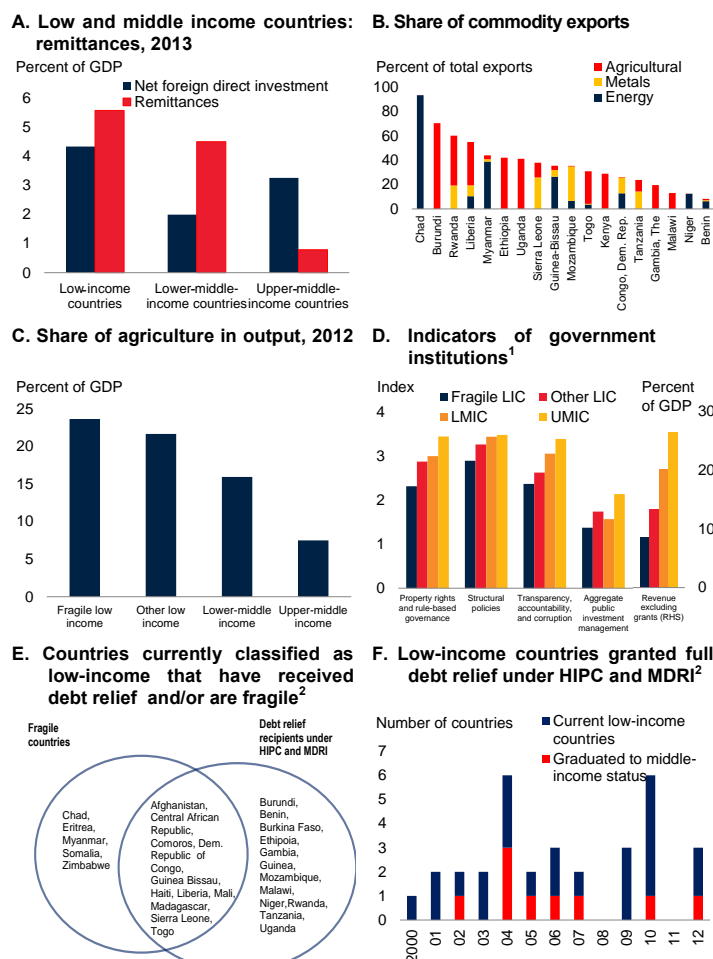 A. Low and middle income countries:
remittances, 2013
Percent of GDP
Net foreign direct investment
Remittances
6
5
4
3
2
1
0
Low-income
countries
Lower-middle-
income countries
Upper-middle-
income countries
B. Share of commodity exports
Percent of total exports
Agricultural
Metals
Energy
100
80
60
40
20
0
Chad
Burundi
Rwanda
Liberia
Myanmar
Ethiopia
Uganda
Sierra Leone
Guinea-Bissau
Mozambique
Togo
Kenya
Congo, Dem. Rep.
Tanzania
Gambia, The
Malawi
Niger
Benin
C. Share of agriculture in output, 2012
Percent of GDP
25
20
15
10
5
0
Fragile low
income
Other low
income
Lower-middle
income
Upper-middle
income
D. Indicators of government
institutions1
Index
Percent
of GDP
Fragile LIC
Other LIC
LMIC
UMIC
4
3
2
1
0
30
20
10
0
Property rights
and rule-based
governance
Structural
policies
Transparency,
accountability,
and corruption
Aggregate
public
investment
management
Revenue
excluding
grants (RHS)
E. Countries currently classified as
low-income that have received
debt relief and/or are fragile2
Fragile
countries
Debt relief
recipients under
HIPC and MDRI
Chad,
Eritrea,
Myanmar,
Somalia,
Zimbabwe
Afghanistan,
Central African
Republic,
Comoros, Dem.
Republic of
Congo,
Guinea Bissau,
Haiti, Liberia, Mali,
Madagascar,
Sierra Leone,
Togo
Burundi,
Benin,
Burkina Faso,
Ethipoia,
Gambia,
Guinea,
Mozambique,
Malawi,
Niger,Rwanda,
Tanzania,
Uganda
F. Low-income countries granted full
debt relief under HIPC and MDRI2
Number of countries
Current low-income
countries
Graduated to middle-
income status
7
6
5
4
3
2
1
0
2000
01
02
03
04
05
06
07
08
09
10
11
12